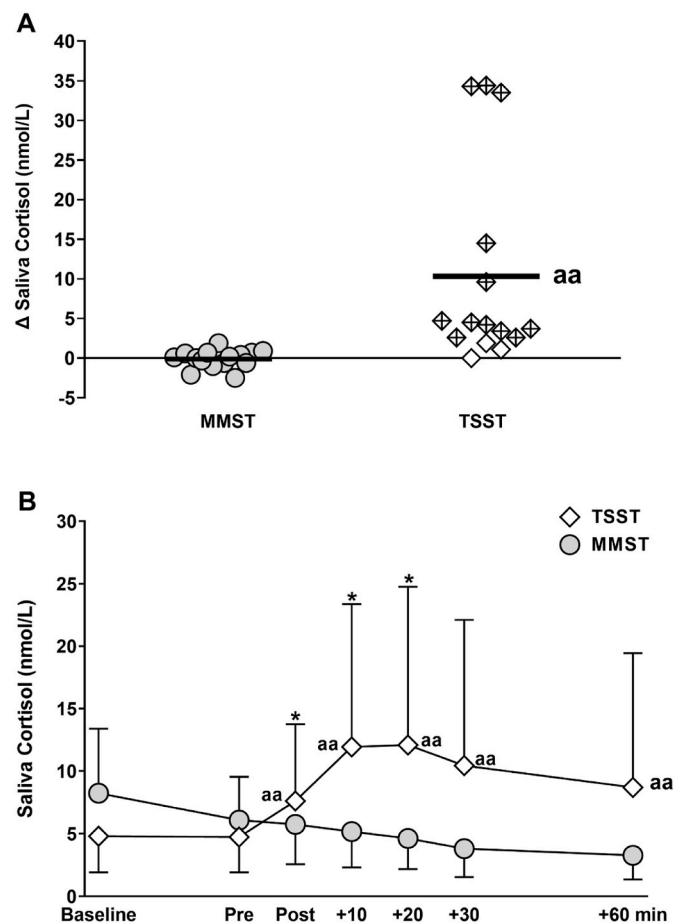 A
Δ Saliva Cortisol (nmol/L)
40
35
30
25
20
15
10
5
0
-5
aa
MMST TSST
B
Saliva Cortisol (nmol/L)
30
25
20
15
10
5
0
TSST
MMST
* * *
aa aa aa aa aa
Baseline Pre Post +10 +20 +30 +60 min